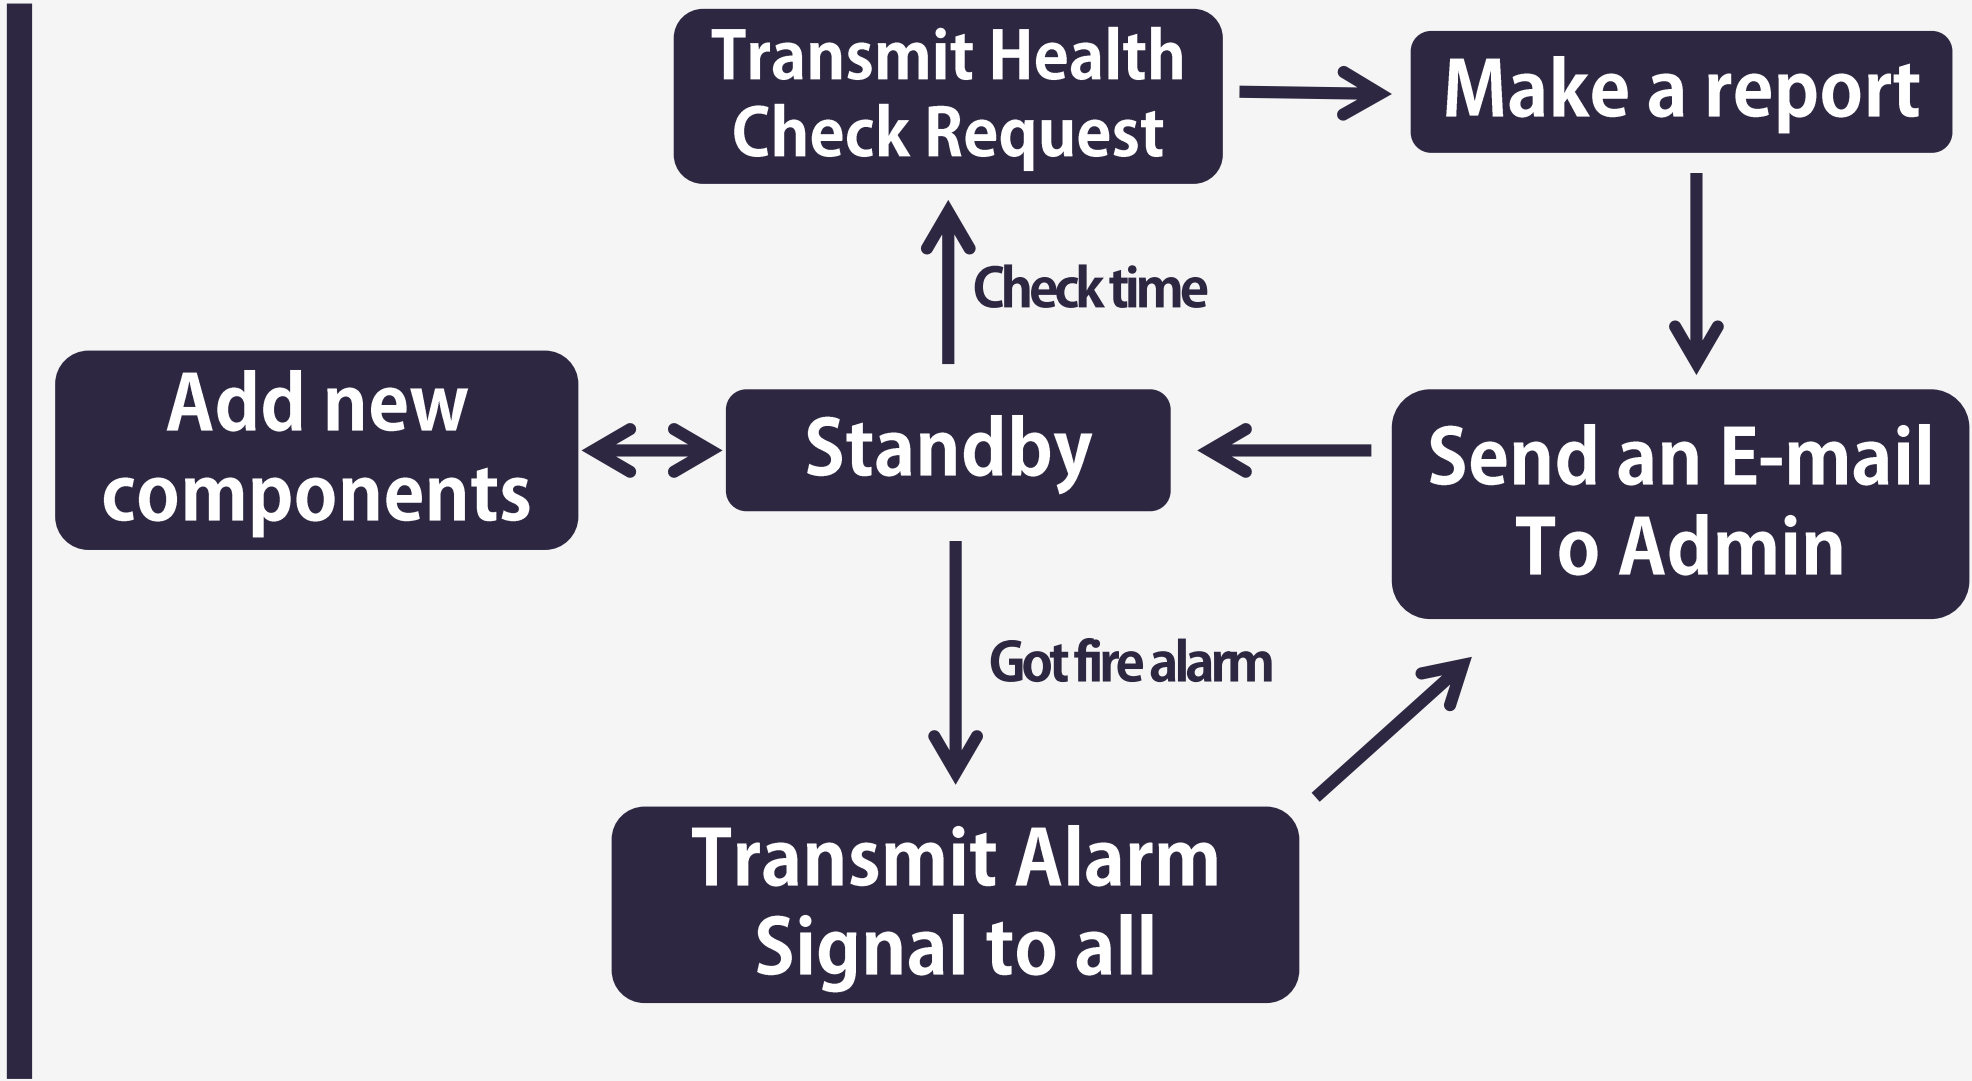 Transmit Health
Check Request
Make a report
Check time
Add new
components
Standby
Send an E-mail
To Admin
Got fire alarm
Transmit Alarm
Signal to all